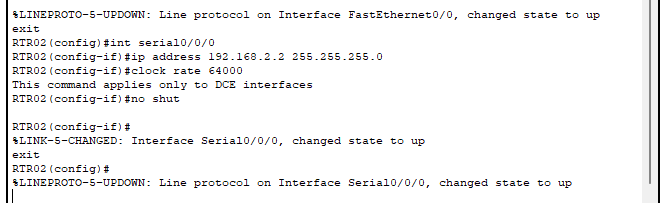 %LINEPROTO-5-UPDOWN: Line protocol on Interface FastEthernet0/0, changed state to up
exit
RTR02(config)#int serial0/0/0
RTR02(config-if)#ip address 192.168.2.2 255.255.255.0
RTR02(config-if)#clock rate 64000
This command applies only to DCE interfaces
RTR02(config-if)#no shut
RTR02(config-if)#
%LINK-5-CHANGED: Interface Serial0/0/0, changed state to up
exit
RTR02(config)#
%LINEPROTO-5-UPDOWN: Line protocol on Interface Serial0/0/0, changed state to up